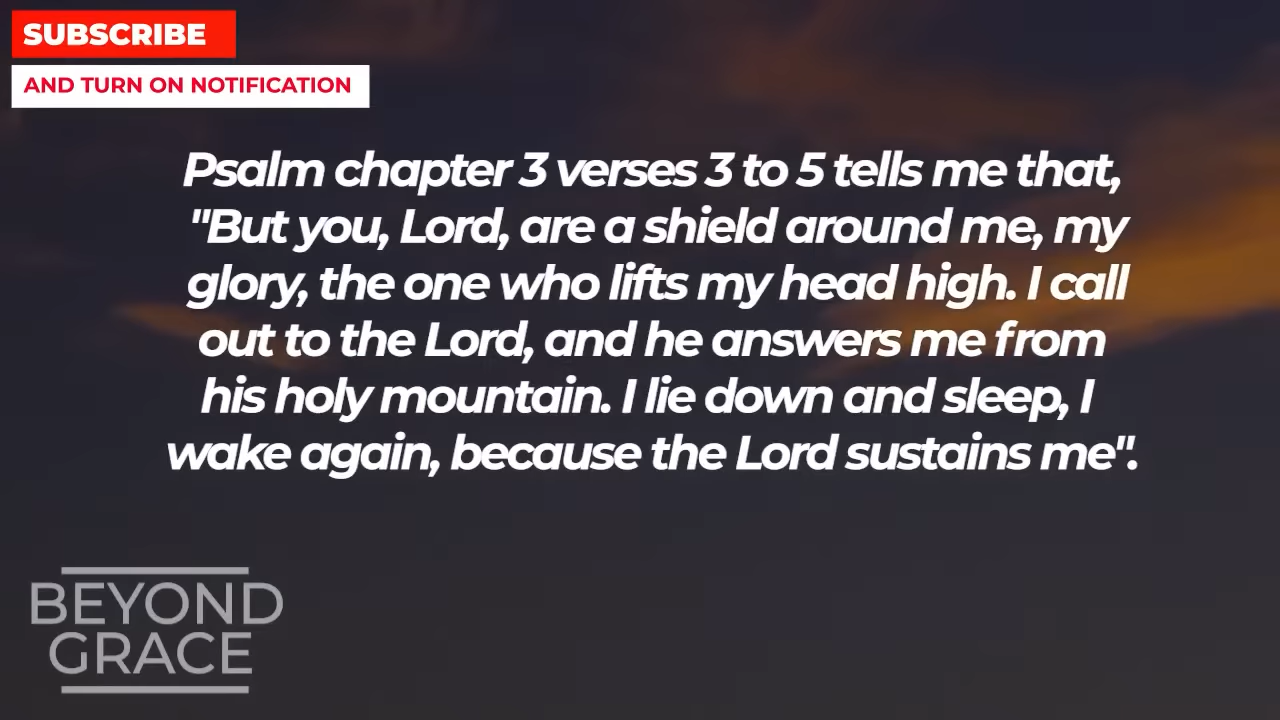 SUBSCRIBE
AND TURN ON NOTIFICATION
Psalm chapter 3 verses 3 to 5 tells me that,
"But you, Lord, are a shield around me, my
glory, the one who lifts my head high. I call
out to the Lord, and he answers me from
his holy mountain. I lie down and sleep, I
wake again, because the Lord sustains me".
BEYOND
GRACE